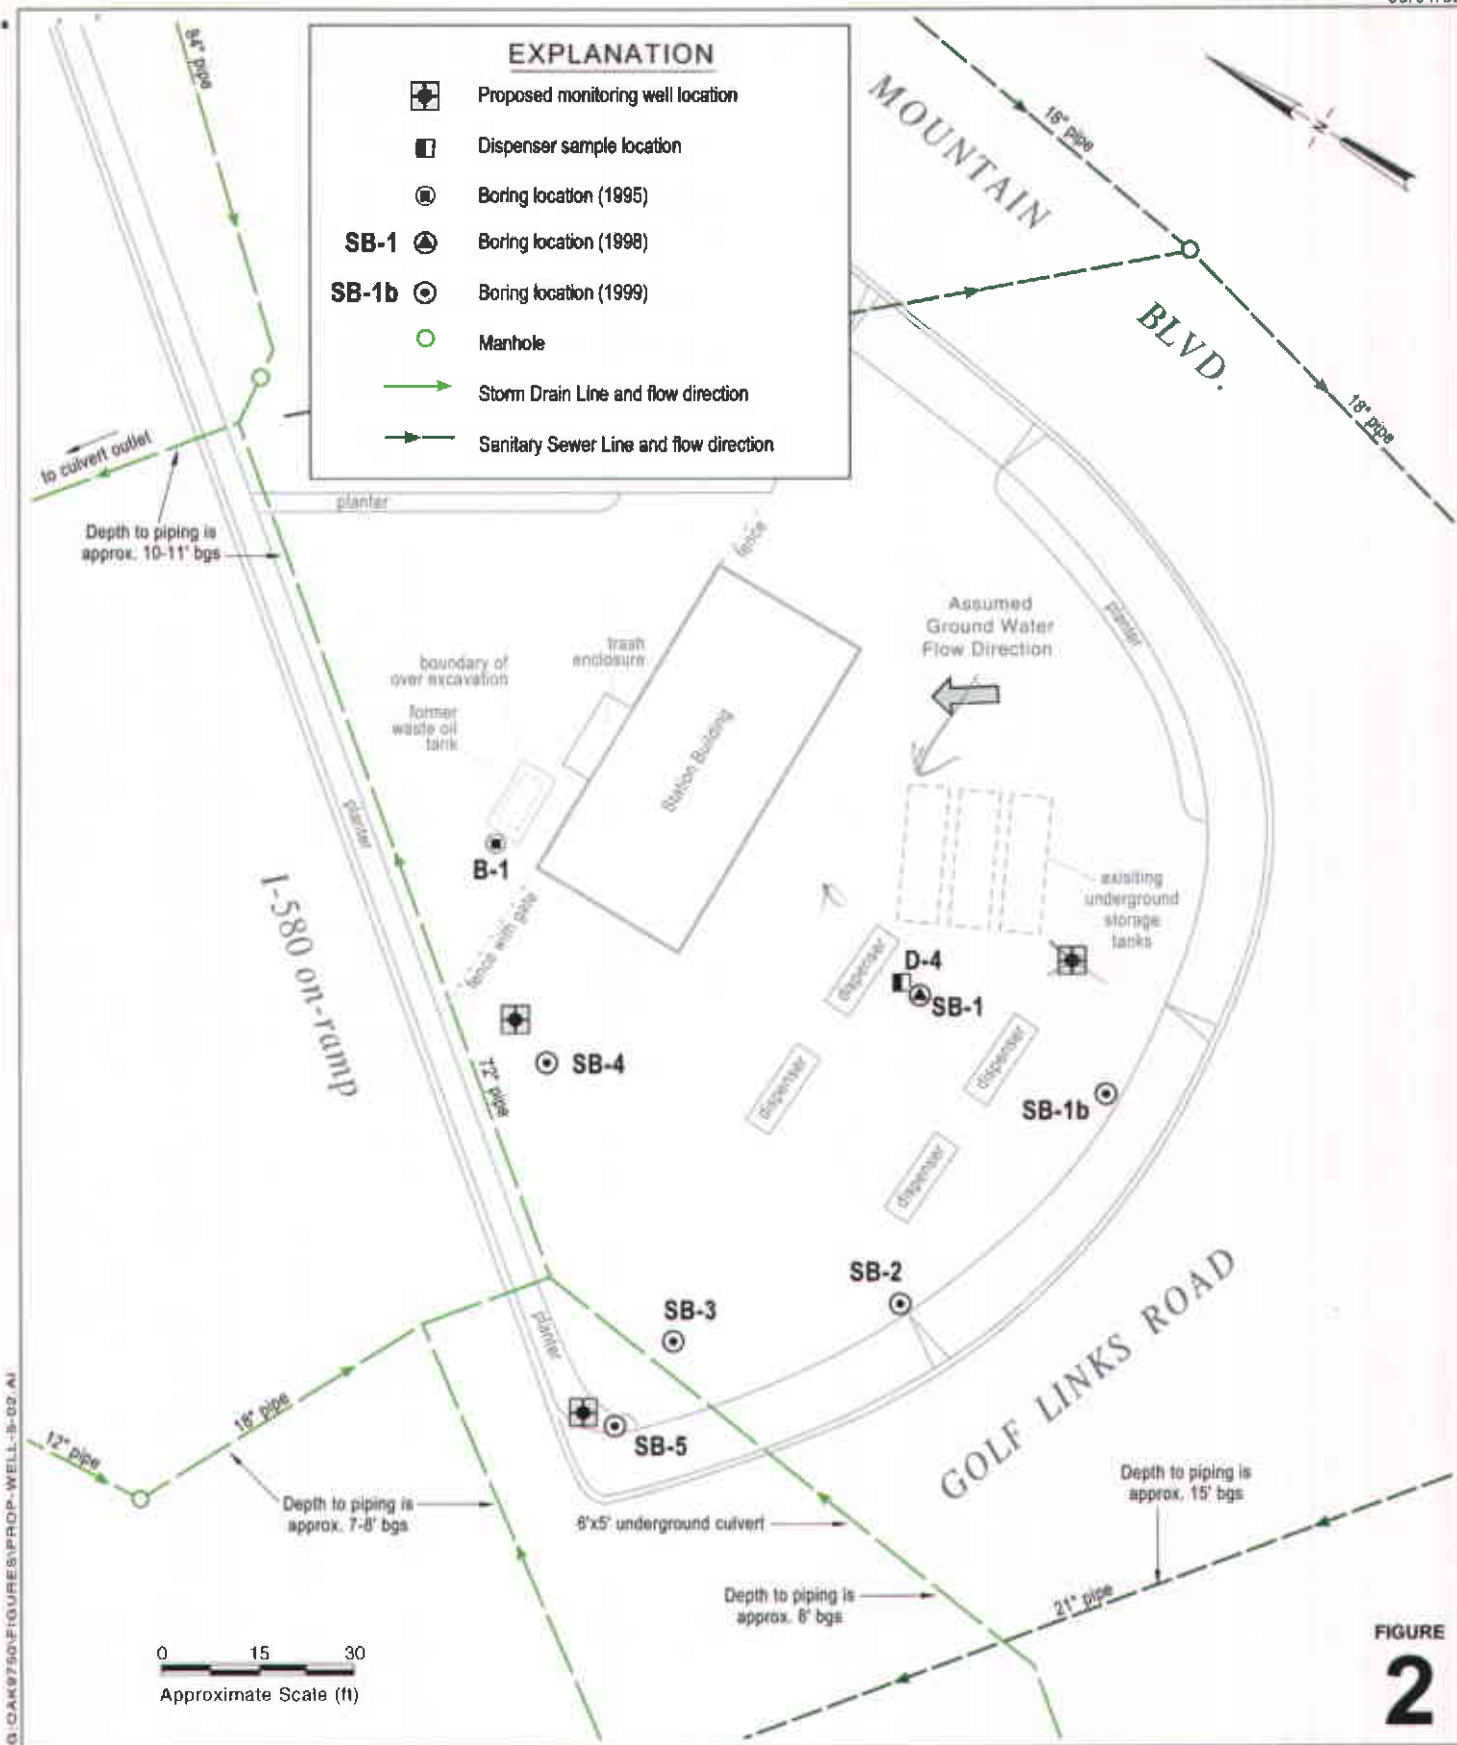 EXPLANATION
Proposed monitoring well location
Dispenser sample location
Boring location (1995)
SB-1 Boring location (1998)
SB-1b Boring location (1999)
Manhole
Storm Drain Line and flow direction
Sanitary Sewer Line and flow direction
84" pipe
MOUNTAIN
BLVD.
18" pipe
N
18" pipe
to culvert outlet
Depth to piping is
approx. 10-11' bgs
planter
fence
Assumed
Ground Water
Flow Direction
planter
trash
enclosure
boundary of
over excavation
former
waste oil
tank
Station Building
planter
B-1
I-580 on-ramp
fence with gate
exisiting
underground
storage
tanks
dispenser
D-4
SB-1
SB-4
72" pipe
dispenser
dispenser
SB-1b
dispenser
SB-2
SB-3
planter
SB-5
GOLF LINKS ROAD
18" pipe
12" pipe
Depth to piping is
approx. 7-8' bgs
6'x5' underground culvert
Depth to piping is
approx. 15' bgs
Depth to piping is
approx. 8' bgs
21" pipe
0 15 30
Approximate Scale (ft)
FIGURE
2